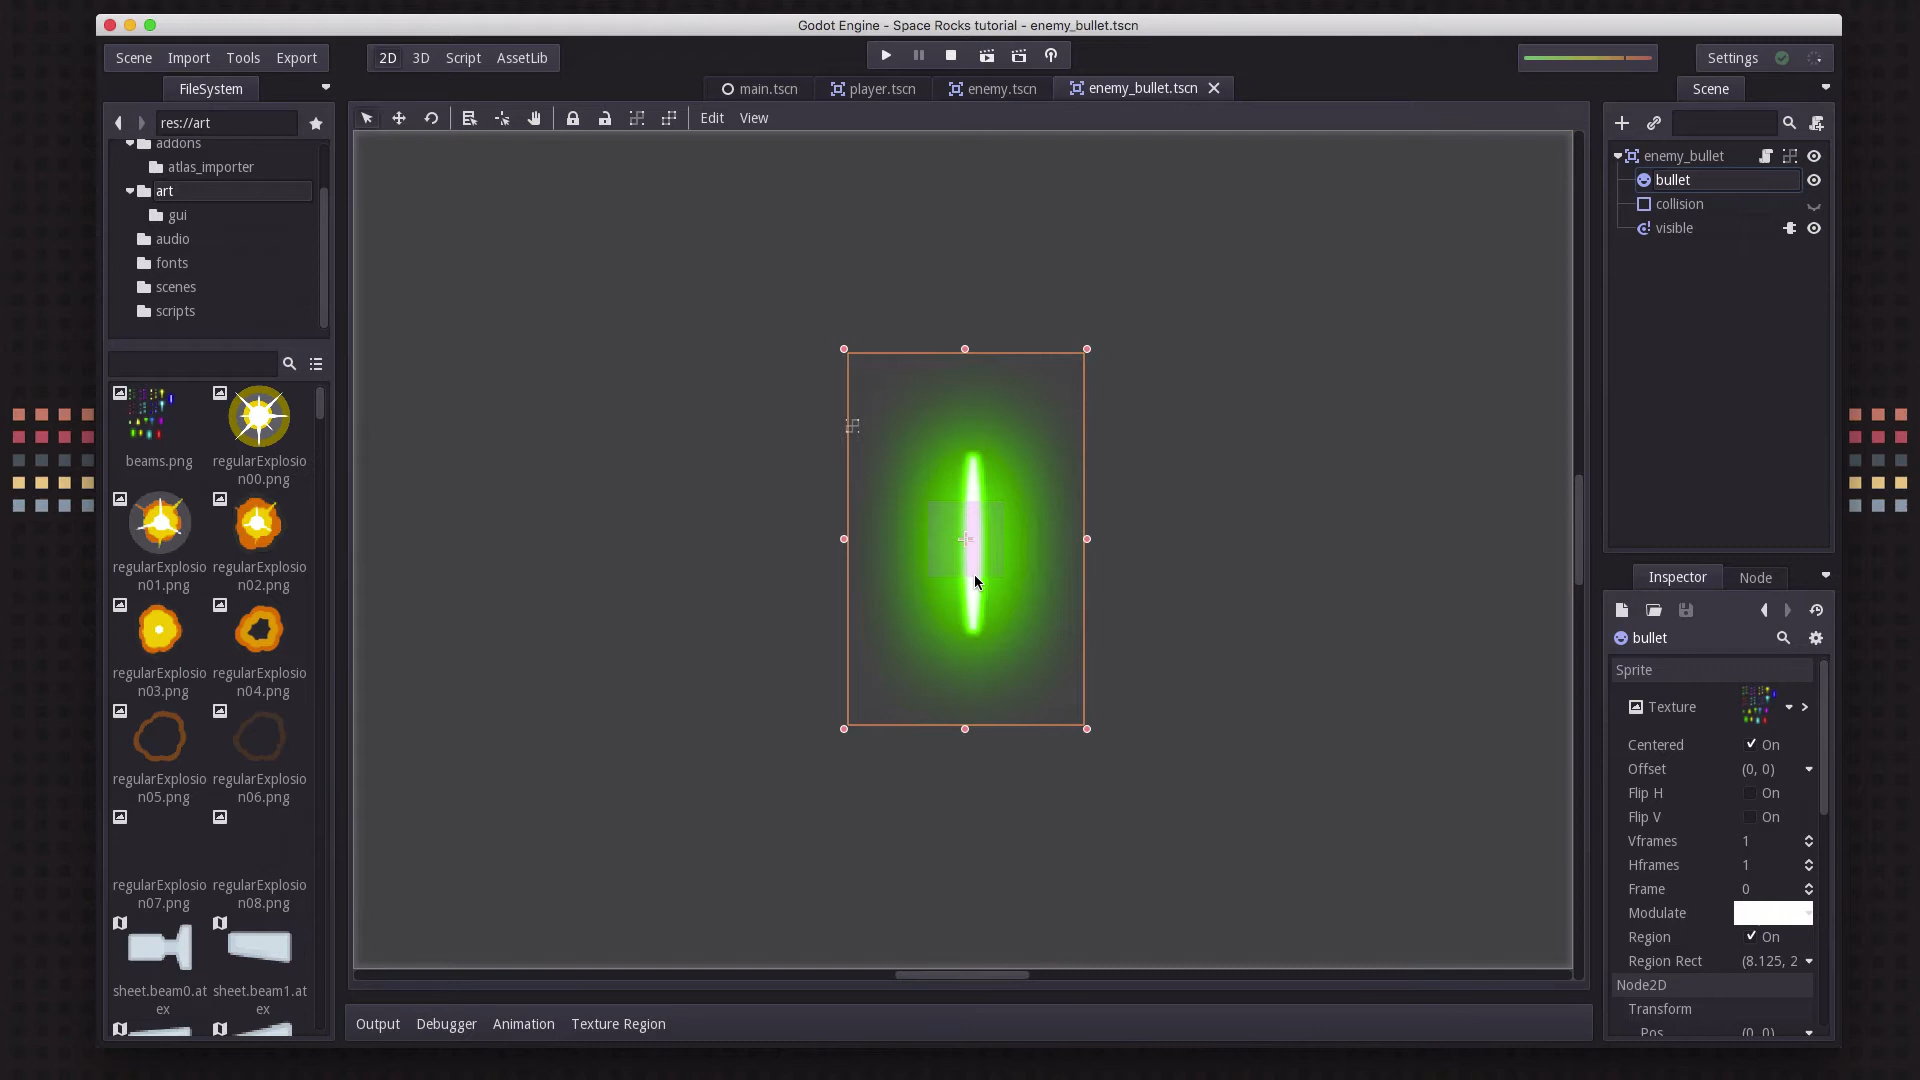 Godot Engine - Space Rocks tutorial - enemy_bullet.tscn
Scene Import Tools Export
2D 3D Script AssetLib
Settings
FileSystem
main.tscn
player.tscn
enemy.tscn
enemy_bullet.tscn
Scene
res://art
Edit View
addons
atlas_importer
art
gui
audio
fonts
scenes
scripts
enemy_bullet
bullet
collision
visible
beams.png
regularExplosio
n00.png
regularExplosio
n01.png
regularExplosio
n02.png
regularExplosio
n03.png
regularExplosio
n04.png
regularExplosio
n05.png
regularExplosio
n06.png
regularExplosio
n07.png
regularExplosio
n08.png
sheet.beam0.at
ex
sheet.beam1.at
ex
Inspector Node
bullet
Sprite
Texture
Centered On
Offset (0, 0)
Flip H On
Flip V On
Vframes 1
Hframes 1
Frame 0
Modulate
Region On
Region Rect (8.125, 2
Node2D
Transform
Pos (0, 0)
Output Debugger Animation Texture Region